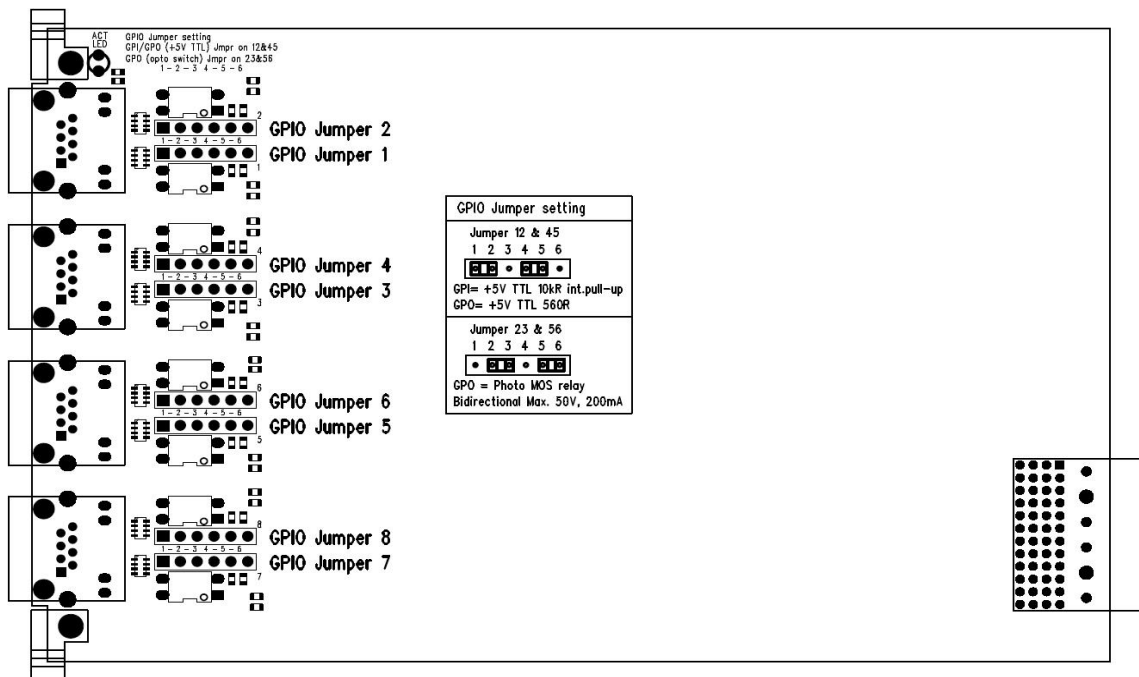 ACT
LED
GPIO Jumper setting
GPI/GPO (+5V TTL) Jmpr on 12&45
GPO (opto switch) Jmpr on 23&56
1-2-3 4-5-6
2
GPIO Jumper 2
1-2-3 4-5-6
GPIO Jumper 1
1
4
GPIO Jumper 4
1-2-3 4-5-6
GPIO Jumper 3
3
6
GPIO Jumper 6
1-2-3 4-5-6
GPIO Jumper 5
5
8
GPIO Jumper 8
1-2-3 4-5-6
GPIO Jumper 7
7
GPIO Jumper setting
Jumper 12 & 45
1 2 3 4 5 6
GPI= +5V TTL 10kR int.pull-up
GPO= +5V TTL 560R
Jumper 23 & 56
1 2 3 4 5 6
GPO = Photo MOS relay
Bidirectional Max. 50V, 200mA